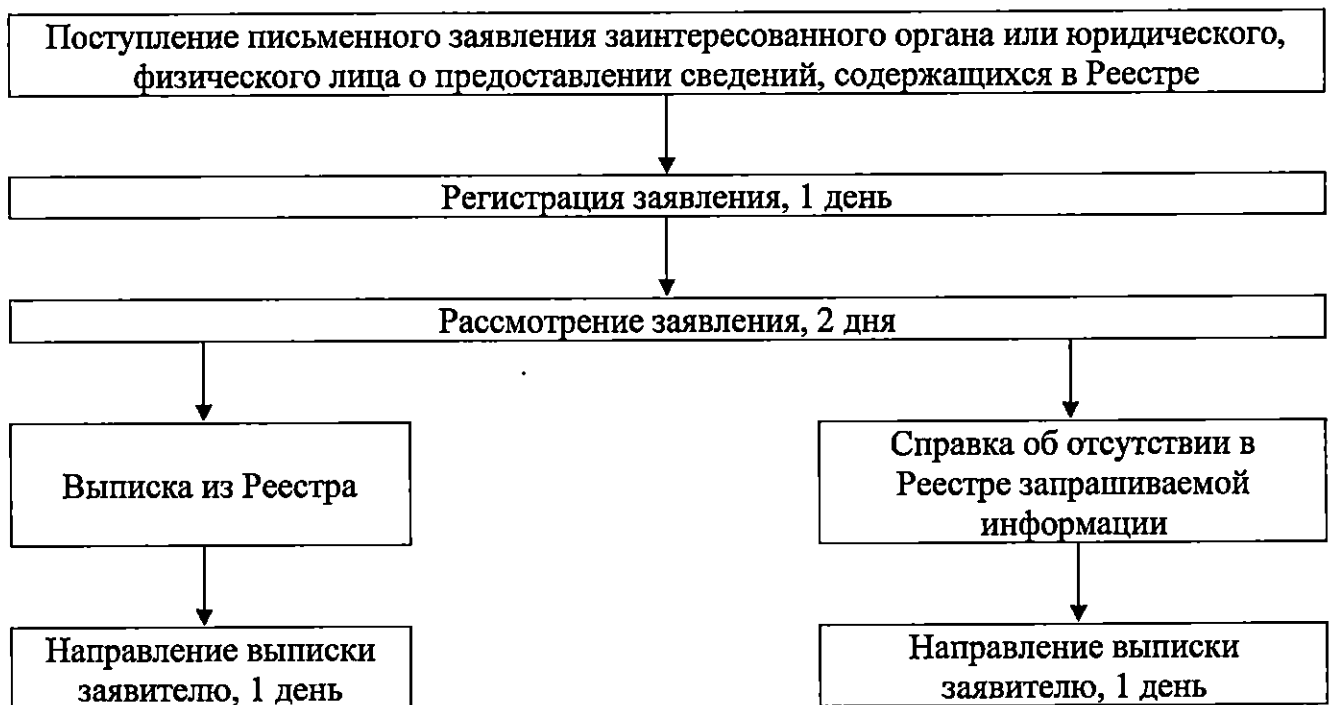 Поступление письменного заявления заинтересованного органа или юридического,
физического лица о предоставлении сведений, содержащихся в Реестре
Регистрация заявления, 1 день
Рассмотрение заявления, 2 дня
Выписка из Реестра
Справка об отсутствии в
Реестре запрашиваемой
информации
Направление выписки
заявителю, 1 день
Направление выписки
заявителю, 1 день